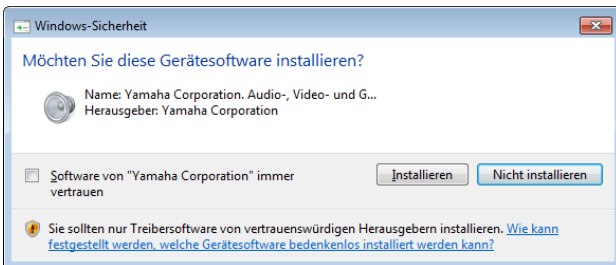 Windows-Sicherheit
Möchten Sie diese Gerätesoftware installieren?
Name: Yamaha Corporation. Audio-, Video- und G...
Herausgeber: Yamaha Corporation
Software von "Yamaha Corporation" immer
vertrauen
Installieren
Nicht installieren
Sie sollten nur Treibersoftware von vertrauenswürdigen Herausgebern installieren. Wie kann
festgestellt werden, welche Gerätesoftware bedenkenlos installiert werden kann?